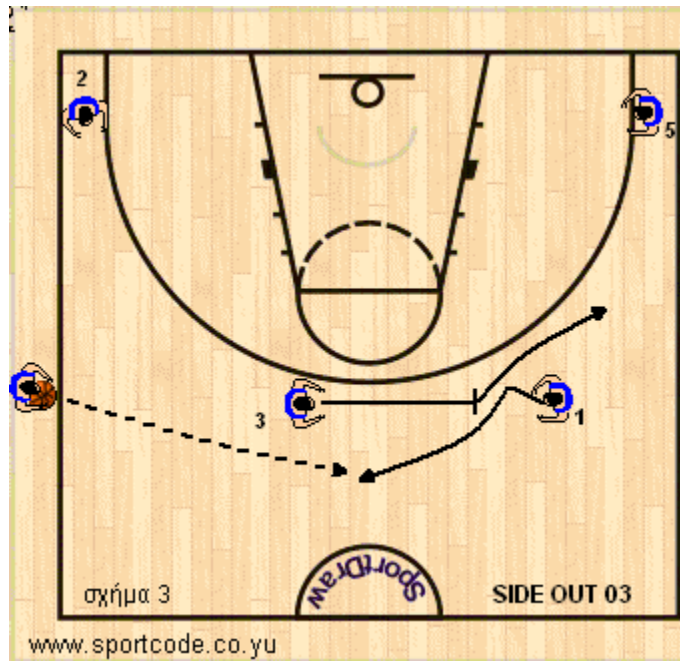 2
5
3
1
SportDraw
σχήμα 3
SIDE OUT 03
www.sportcode.co.yu